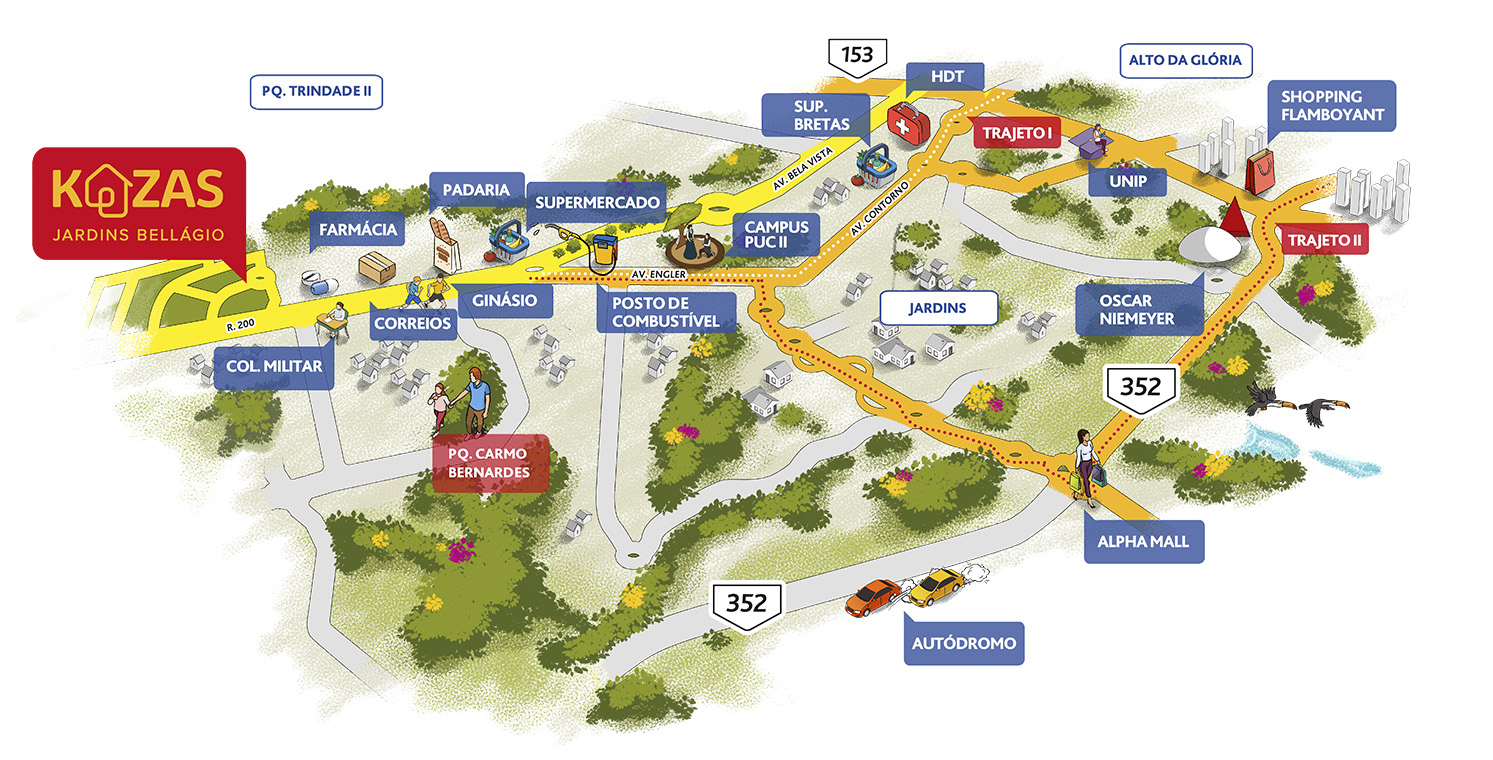 153
ALTO DA GLÓRIA
PQ. TRINDADE II
HDT
SUP.
BRETAS
SHOPPING
FLAMBOYANT
TRAJETO I
KOZAS
JARDINS BELLÁGIO
PADARIA
SUPERMERCADO
AV. BELA VISTA
UNIP
FARMÁCIA
CAMPUS
PUC II
AV. CONTORNO
TRAJETO II
AV. ENGLER
GINÁSIO
POSTO DE
COMBUSTÍVEL
JARDINS
OSCAR
NIEMEYER
R. 200
CORREIOS
COL. MILITAR
352
PQ. CARMO
BERNARDES
ALPHA MALL
352
AUTÓDROMO